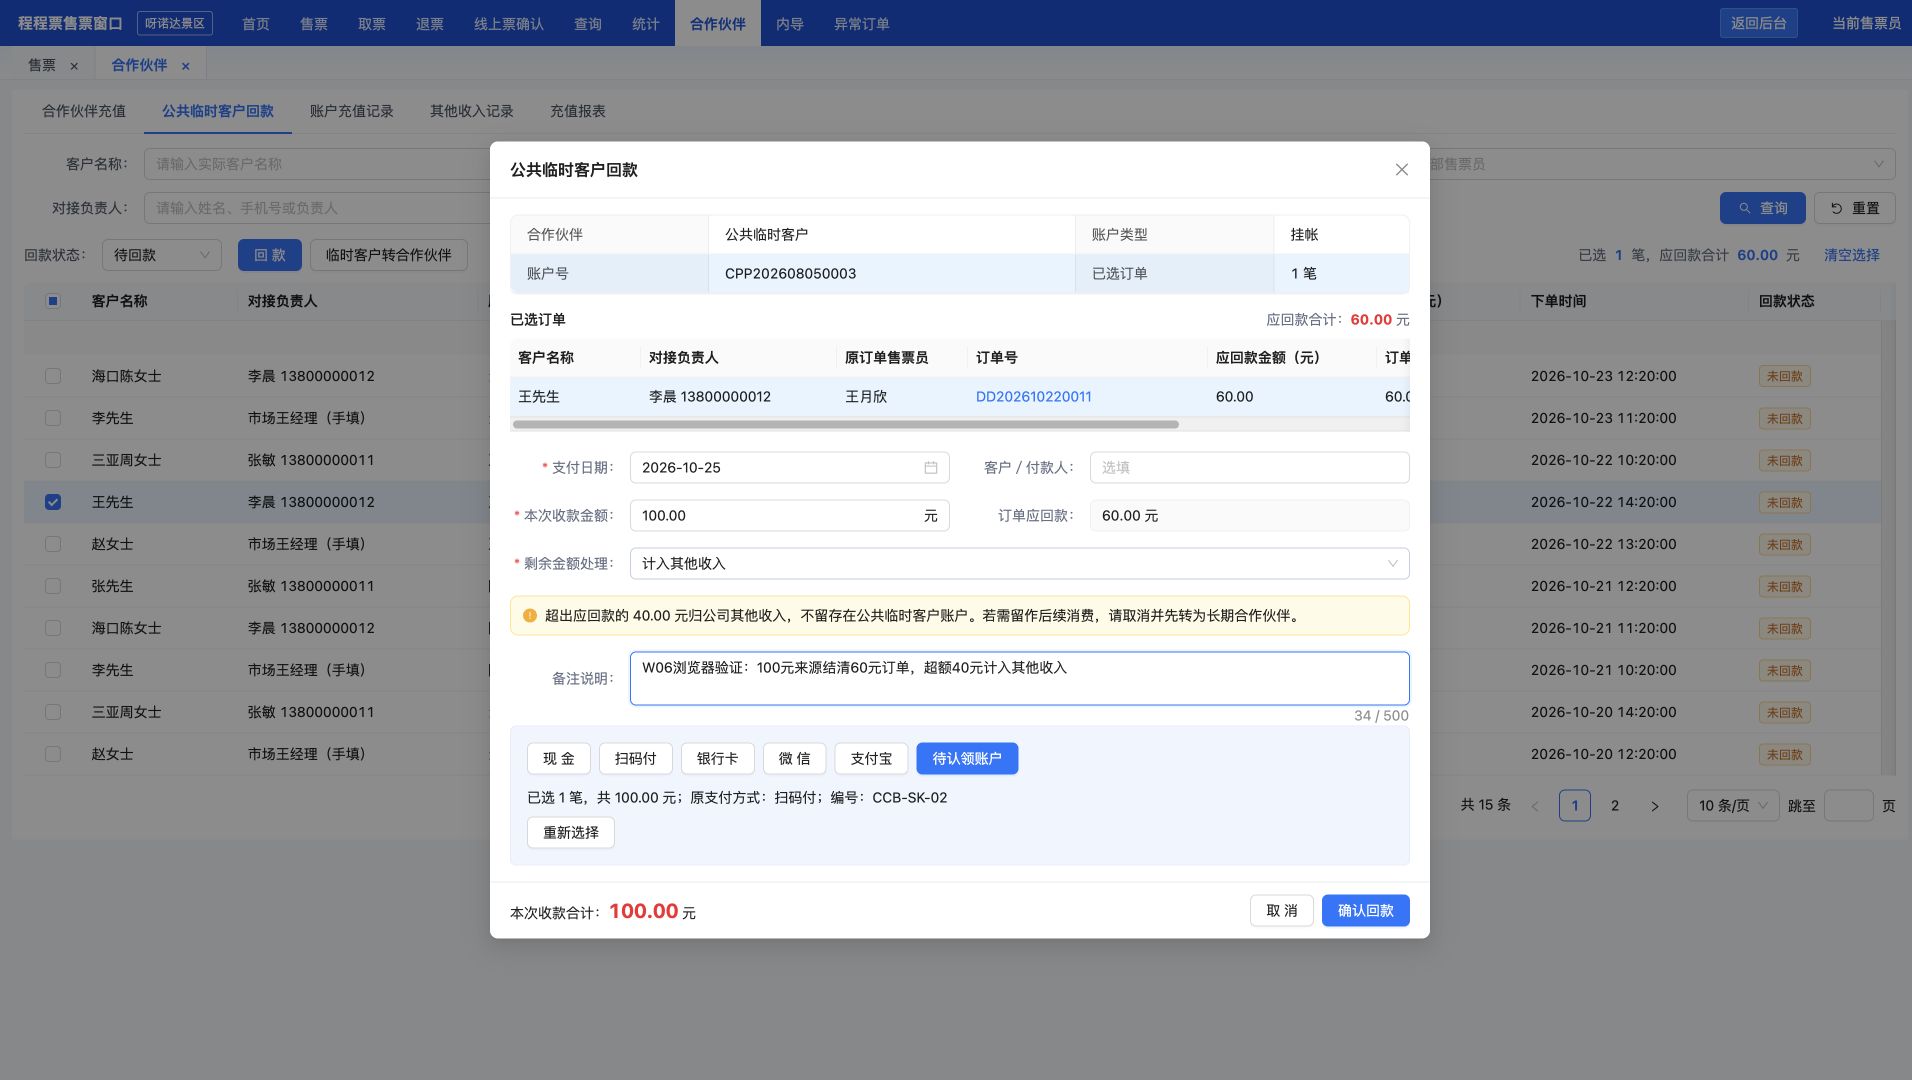 程程票售票窗口 呀诺达景区 首页 售票 取票 退票 线上票确认 查询 统计 合作伙伴 内导 异常订单 返回后台 当前售票员
售票 × 合作伙伴 ×
合作伙伴充值 公共临时客户回款 账户充值记录 其他收入记录 充值报表
客户名称： 请输入实际客户名称 部售票员
对接负责人： 请输入姓名、手机号或负责人 查询 重置
回款状态： 待回款 回 款 临时客户转合作伙伴 已选 1 笔，应回款合计 60.00 元 清空选择
客户名称 对接负责人 元） 下单时间 回款状态
海口陈女士 李晨 13800000012 2026-10-23 12:20:00 未回款
李先生 市场王经理（手填） 2026-10-23 11:20:00 未回款
三亚周女士 张敏 13800000011 2026-10-22 10:20:00 未回款
王先生 李晨 13800000012 2026-10-22 14:20:00 未回款
赵女士 市场王经理（手填） 2026-10-22 13:20:00 未回款
张先生 张敏 13800000011 2026-10-21 12:20:00 未回款
海口陈女士 李晨 13800000012 2026-10-21 11:20:00 未回款
李先生 市场王经理（手填） 2026-10-21 10:20:00 未回款
三亚周女士 张敏 13800000011 2026-10-20 14:20:00 未回款
赵女士 市场王经理（手填） 2026-10-20 12:20:00 未回款
共 15 条 < 1 2 > 10 条/页 跳至 页
公共临时客户回款
合作伙伴 公共临时客户 账户类型 挂帐
账户号 CPP202608050003 已选订单 1 笔
已选订单 应回款合计：60.00 元
客户名称 对接负责人 原订单售票员 订单号 应回款金额（元） 订单
王先生 李晨 13800000012 王月欣 DD202610220011 60.00 60.0
* 支付日期： 2026-10-25 客户 / 付款人： 选填
* 本次收款金额： 100.00 元 订单应回款： 60.00 元
* 剩余金额处理： 计入其他收入
超出应回款的 40.00 元归公司其他收入，不留存在公共临时客户账户。若需留作后续消费，请取消并先转为长期合作伙伴。
备注说明： W06浏览器验证：100元来源结清60元订单，超额40元计入其他收入
34 / 500
现 金 扫码付 银行卡 微 信 支付宝 待认领账户
已选 1 笔，共 100.00 元；原支付方式：扫码付；编号：CCB-SK-02
重新选择
本次收款合计：100.00 元 取 消 确认回款